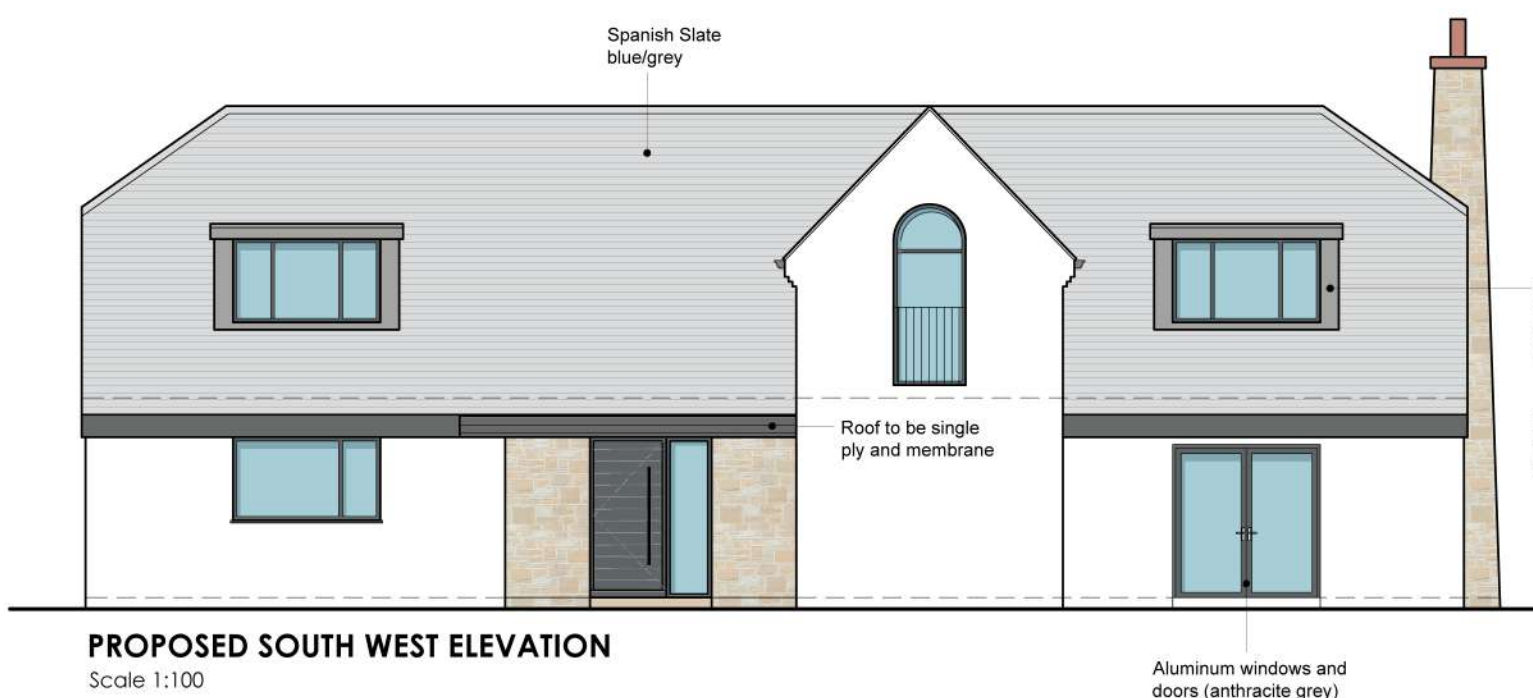 Spanish Slate
blue/grey
Roof to be single
ply and membrane
PROPOSED SOUTH WEST ELEVATION
Scale 1:100
Aluminum windows and
doors (anthracite grey)